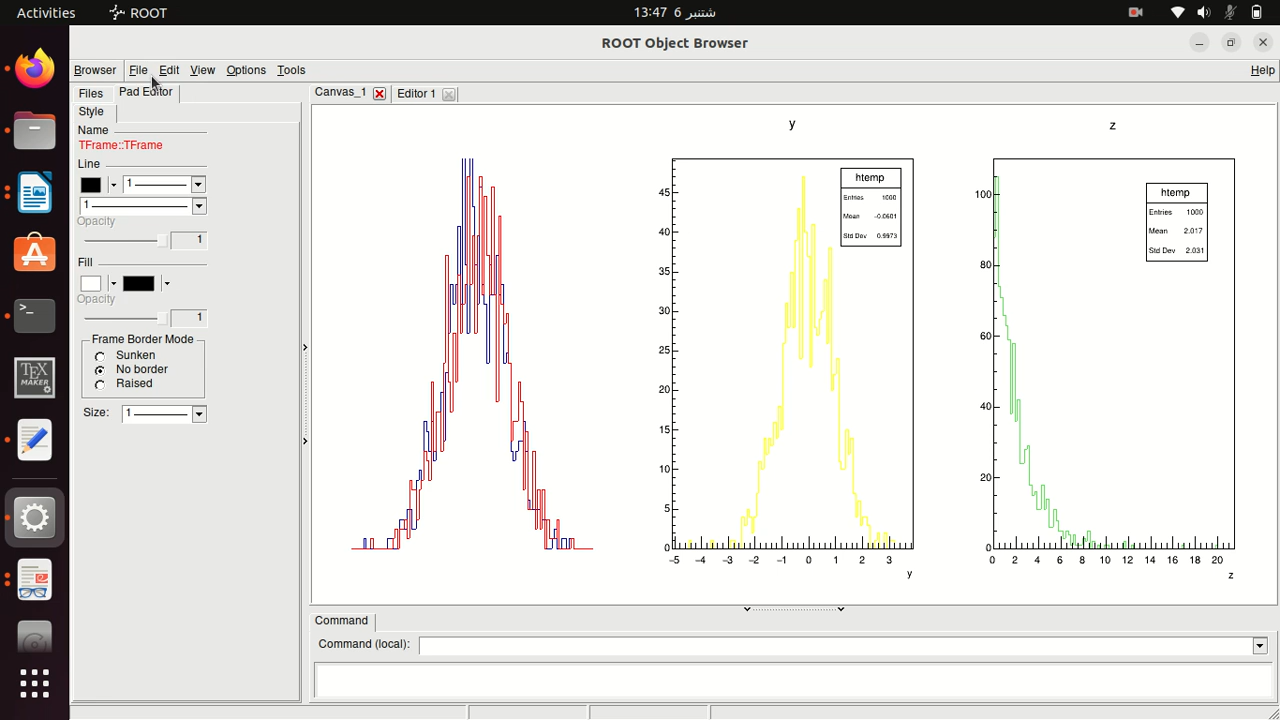 Activities ROOT شنتبر 6 13:47
ROOT Object Browser
Browser File Edit View Options Tools Help
Files Pad Editor Canvas_1 Editor 1
Style
Name
TFrame::TFrame
Line
1
1
Opacity
1
Fill
Opacity
1
Frame Border Mode
Sunken
No border
Raised
Size: 1
y
htemp
Entries 1000
Mean -0.0601
Std Dev 0.9973
45
40
35
30
25
20
15
10
5
0
-5 -4 -3 -2 -1 0 1 2 3
y
z
htemp
Entries 1000
Mean 2.017
Std Dev 2.031
100
80
60
40
20
0
0 2 4 6 8 10 12 14 16 18 20
z
Command
Command (local):
>_
TEX
MAKER